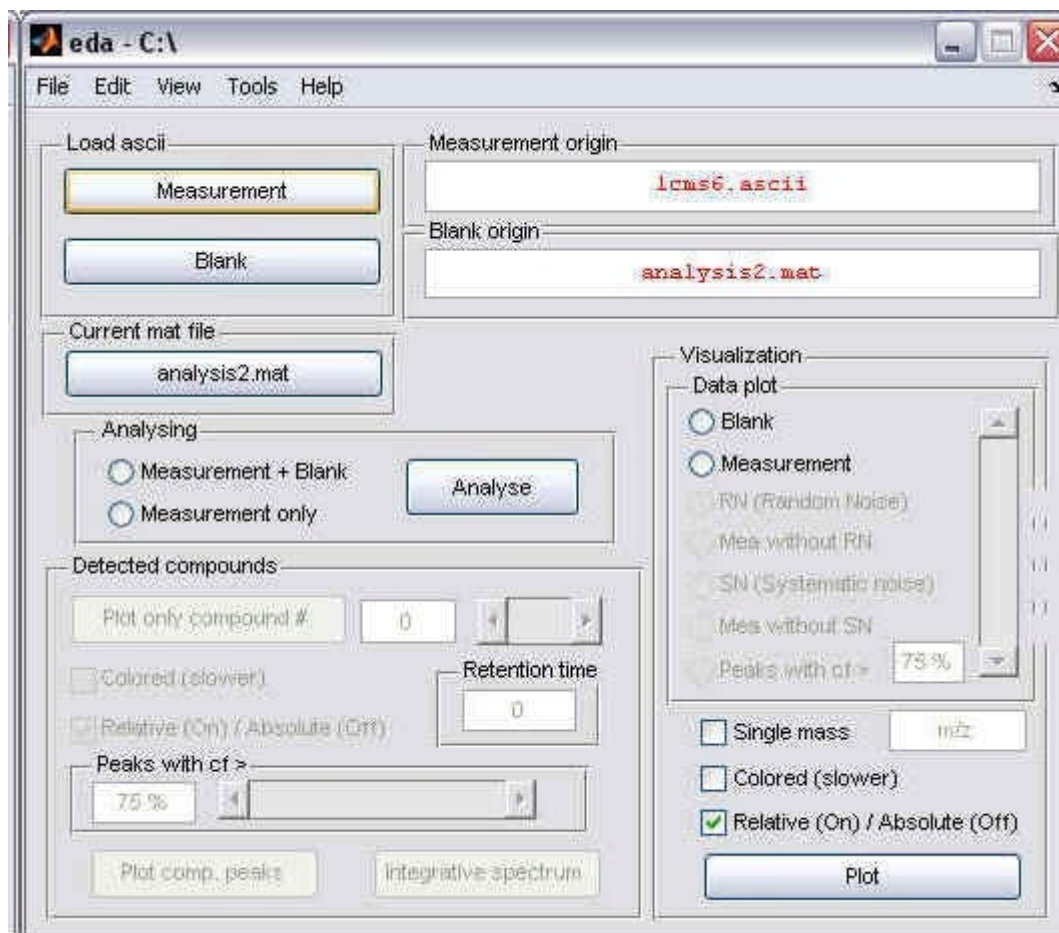 eda - C:\
File Edit View Tools Help
Load ascii
Measurement
Blank
Measurement origin
lcms6.ascii
Blank origin
analysis2.mat
Current mat file
analysis2.mat
Analysing
Measurement + Blank
Measurement only
Analyse
Detected compounds
Plot only compound #
0
Colored (slower)
Relative (On) / Absolute (Off)
Retention time
0
Peaks with cf >
75 %
Plot comp. peaks
Integrative spectrum
Visualization
Data plot
Blank
Measurement
RN (Random Noise)
Mea without RN
SN (Systematic noise)
Mea without SN
Peaks with cf >
75 %
Single mass
m/z
Colored (slower)
Relative (On) / Absolute (Off)
Plot